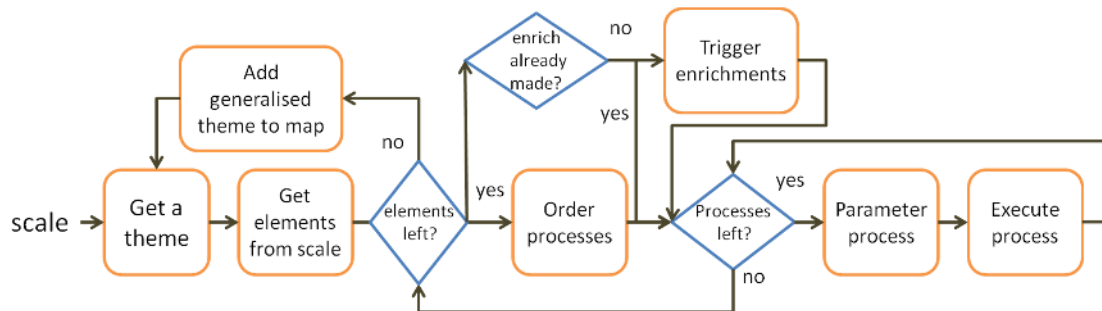 scale
Get a
theme
Add
generalised
theme to map
Get
elements
from scale
no
elements
left?
yes
enrich
already
made?
no
yes
Trigger
enrichments
Order
processes
Processes
left?
yes
no
Parameter
process
Execute
process